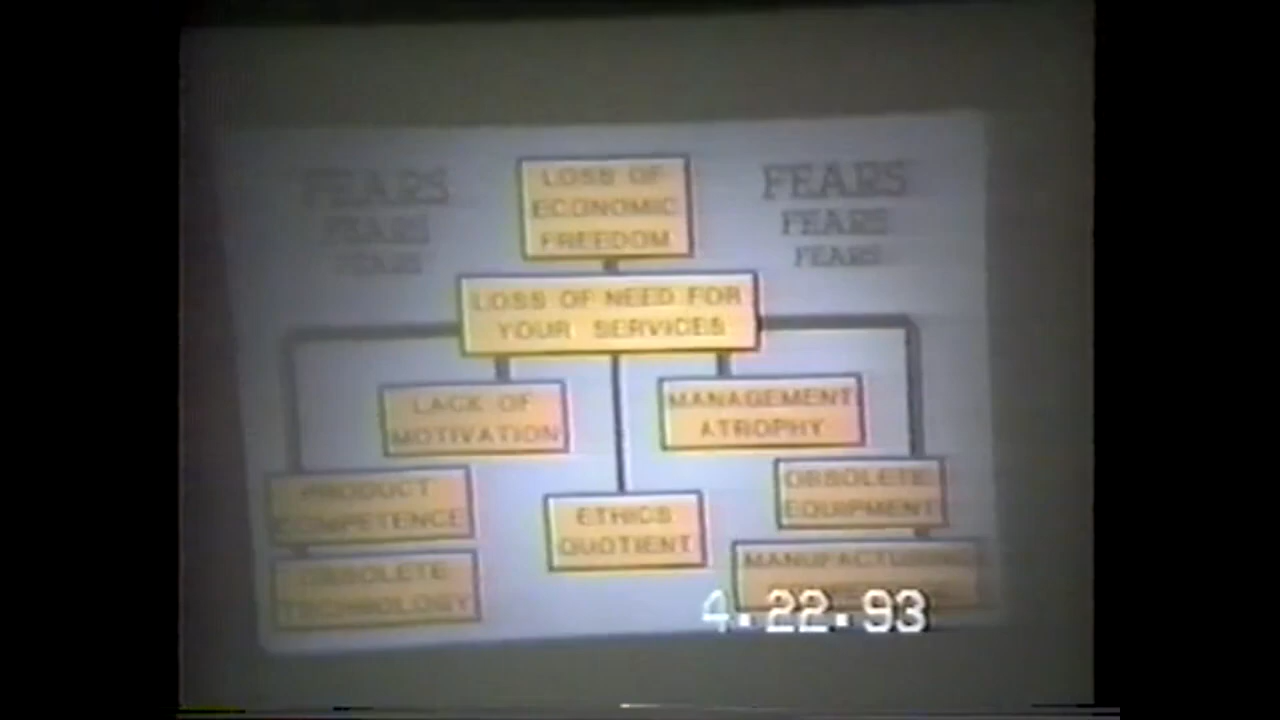 FEARS
FEARS
FEARS
LOSS OF
ECONOMIC
FREEDOM
FEARS
FEARS
FEARS
LOSS OF NEED FOR
YOUR SERVICES
LACK OF
MOTIVATION
MANAGEMENT
ATROPHY
PRODUCT
COMPETENCE
ETHICS
QUOTIENT
OBSOLETE
EQUIPMENT
OBSOLETE
TECHNOLOGY
MANUFACTURING
4.22.93